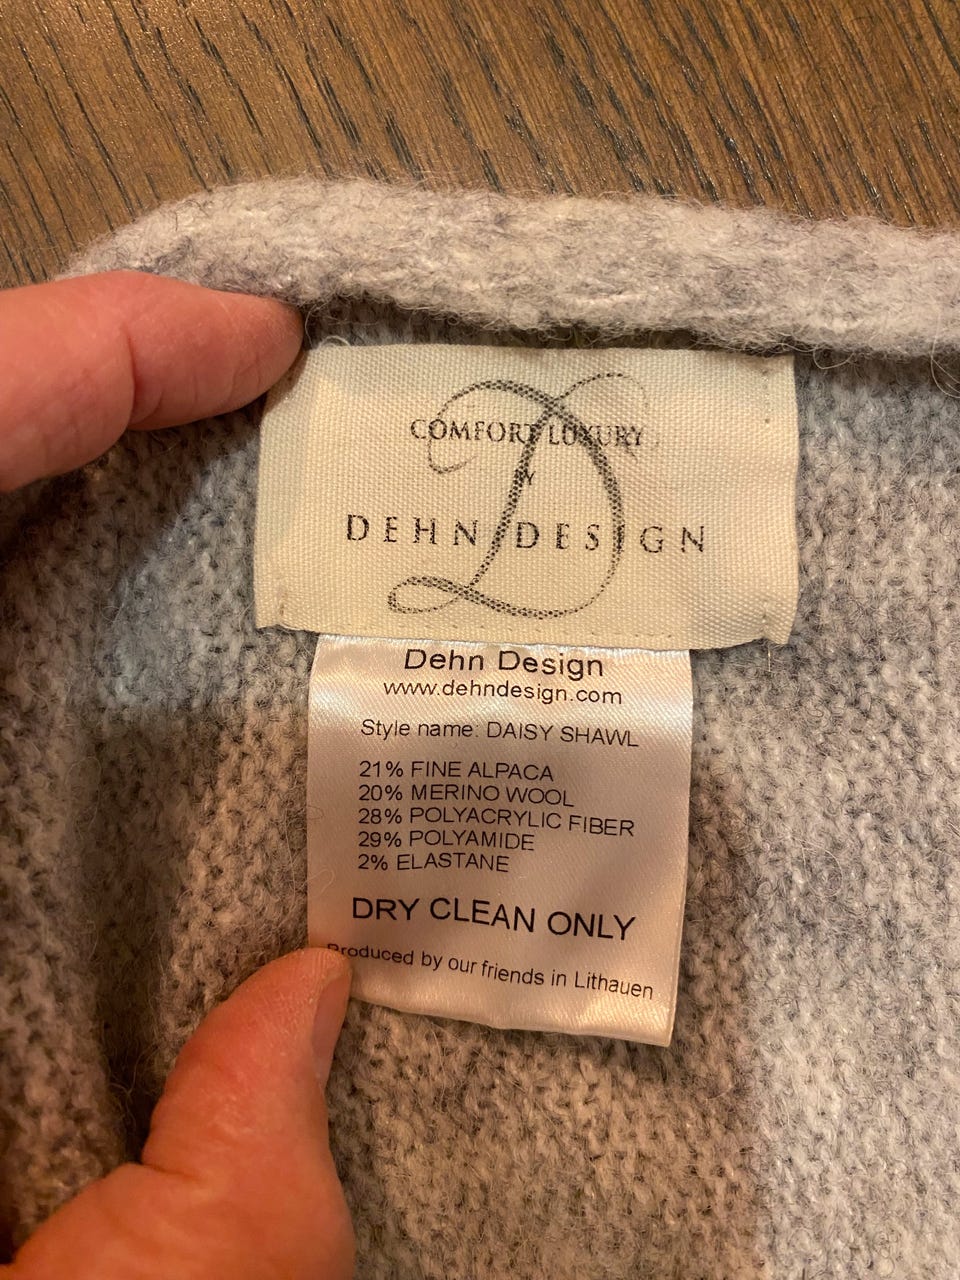 COMFORT LUXURY
BY
DEHN DESIGN
Dehn Design
www.dehndesign.com
Style name: DAISY SHAWL
21% FINE ALPACA
20% MERINO WOOL
28% POLYACRYLIC FIBER
29% POLYAMIDE
2% ELASTANE
DRY CLEAN ONLY
Produced by our friends in Lithauen